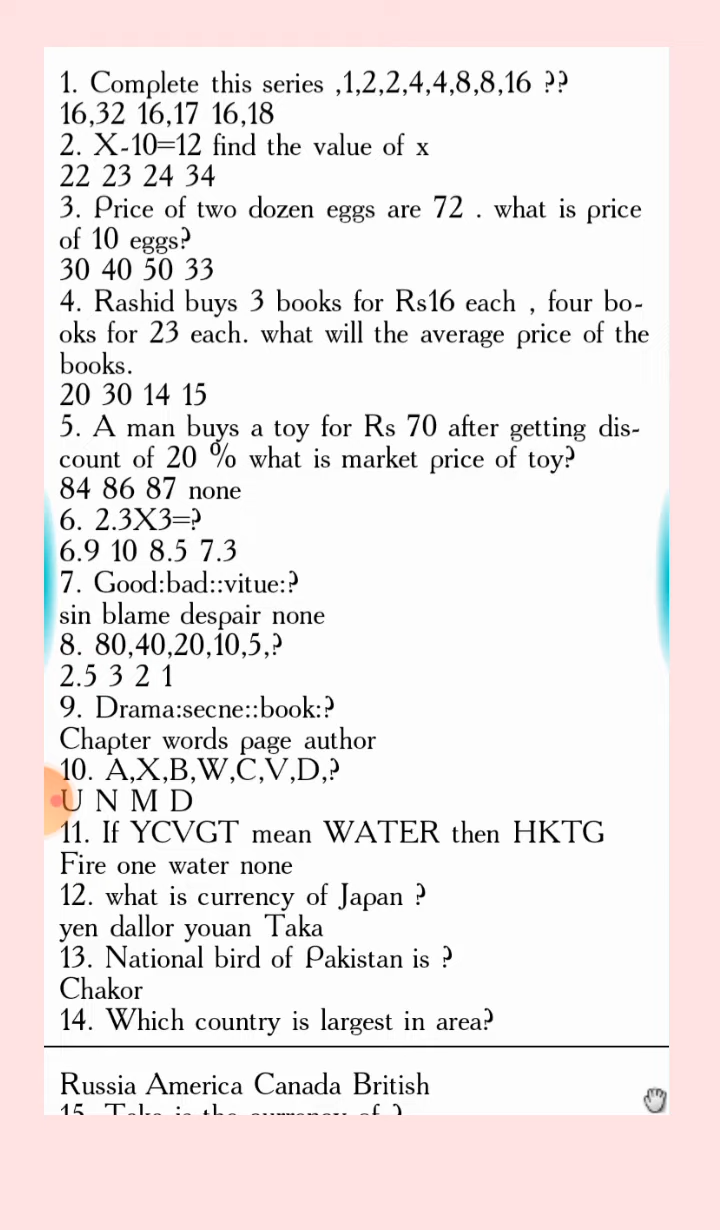 1. Complete this series ,1,2,2,4,4,8,8,16 ??
16,32 16,17 16,18
2. X-10=12 find the value of x
22 23 24 34
3. Price of two dozen eggs are 72 . what is price
of 10 eggs?
30 40 50 33
4. Rashid buys 3 books for Rs16 each , four bo-
oks for 23 each. what will the average price of the
books.
20 30 14 15
5. A man buys a toy for Rs 70 after getting dis-
count of 20 % what is market price of toy?
84 86 87 none
6. 2.3X3=?
6.9 10 8.5 7.3
7. Good:bad::vitue:?
sin blame despair none
8. 80,40,20,10,5,?
2.5 3 2 1
9. Drama:secne::book:?
Chapter words page author
10. A,X,B,W,C,V,D,?
U N M D
11. If YCVGT mean WATER then HKTG
Fire one water none
12. what is currency of Japan ?
yen dallor youan Taka
13. National bird of Pakistan is ?
Chakor
14. Which country is largest in area?
Russia America Canada British
15. Taka is the currency of ?